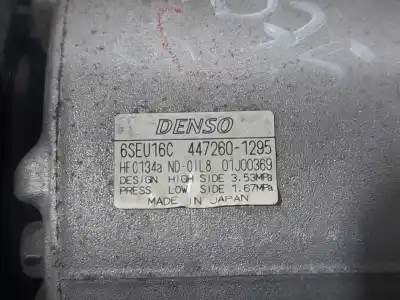 DENSO
6SEU16C 447260-1295
HFC134a ND-OIL8 01J00369
DESIGN HIGH SIDE 3.53MPa
PRESS LOW SIDE 1.67MPa
MADE IN JAPAN